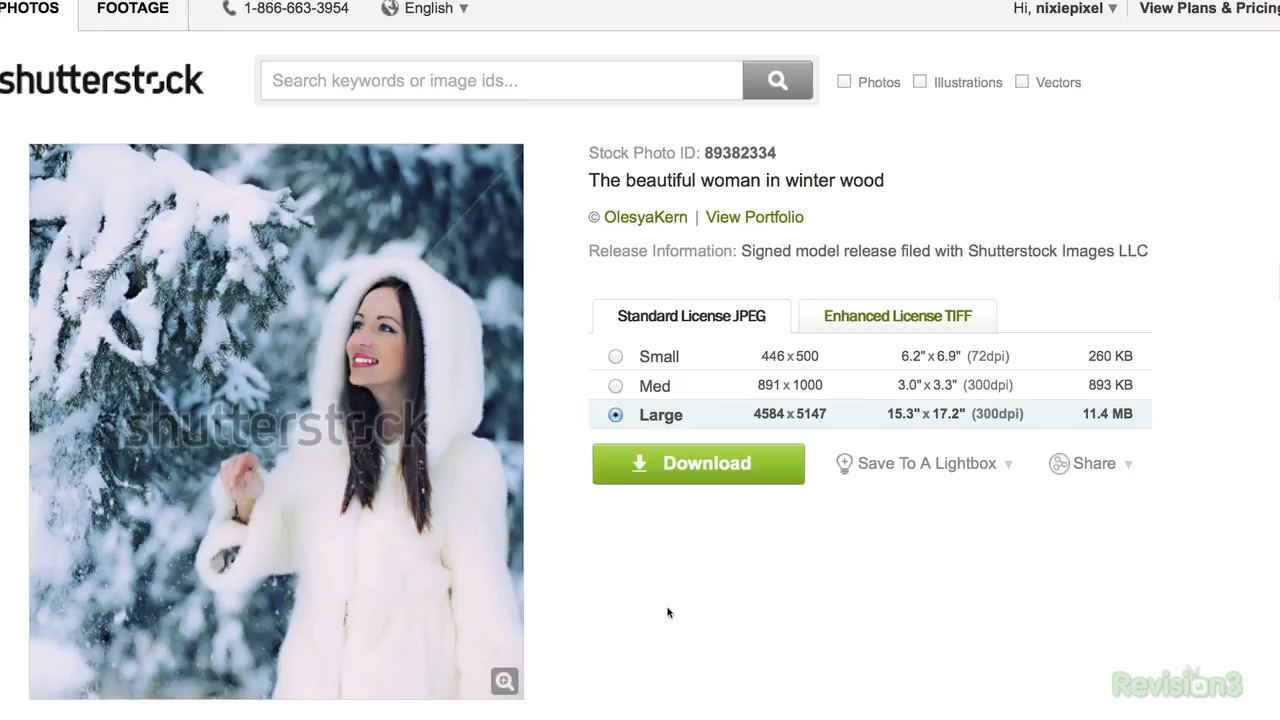 PHOTOS FOOTAGE 1-866-663-3954 English Hi, nixiepixel View Plans & Pricing
shutterstock Search keywords or image ids... Photos Illustrations Vectors
Stock Photo ID: 89382334
The beautiful woman in winter wood
© OlesyaKern | View Portfolio
Release Information: Signed model release filed with Shutterstock Images LLC
Standard License JPEG Enhanced License TIFF
Small 446 x 500 6.2" x 6.9" (72dpi) 260 KB
Med 891 x 1000 3.0" x 3.3" (300dpi) 893 KB
Large 4584 x 5147 15.3" x 17.2" (300dpi) 11.4 MB
shutterstock
Download Save To A Lightbox Share
Revision3